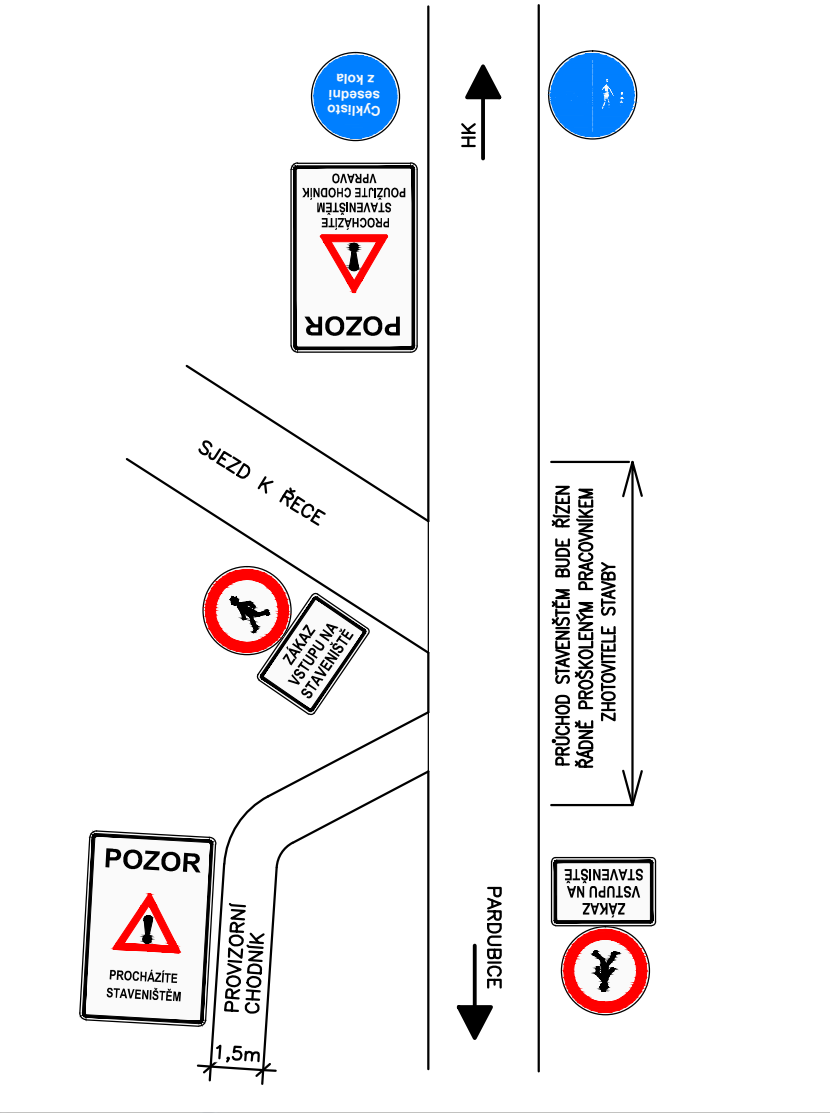 Cyklisto
sesedni
z kola
HK
POZOR
PROCHÁZÍTE
STAVENIŠTĚM
POUŽIJTE CHODNÍK
VPRAVO
SJEZD K ŘECE
ZÁKAZ
VSTUPU NA
STAVENIŠTĚ
PRŮCHOD STAVENIŠTĚM BUDE ŘÍZEN
ŘÁDNĚ PROŠKOLENÝM PRACOVNÍKEM
ZHOTOVITELE STAVBY
POZOR
PROCHÁZÍTE
STAVENIŠTĚM
PROVIZORNÍ
CHODNÍK
1,5m
PARDUBICE
ZÁKAZ
VSTUPU NA
STAVENIŠTĚ